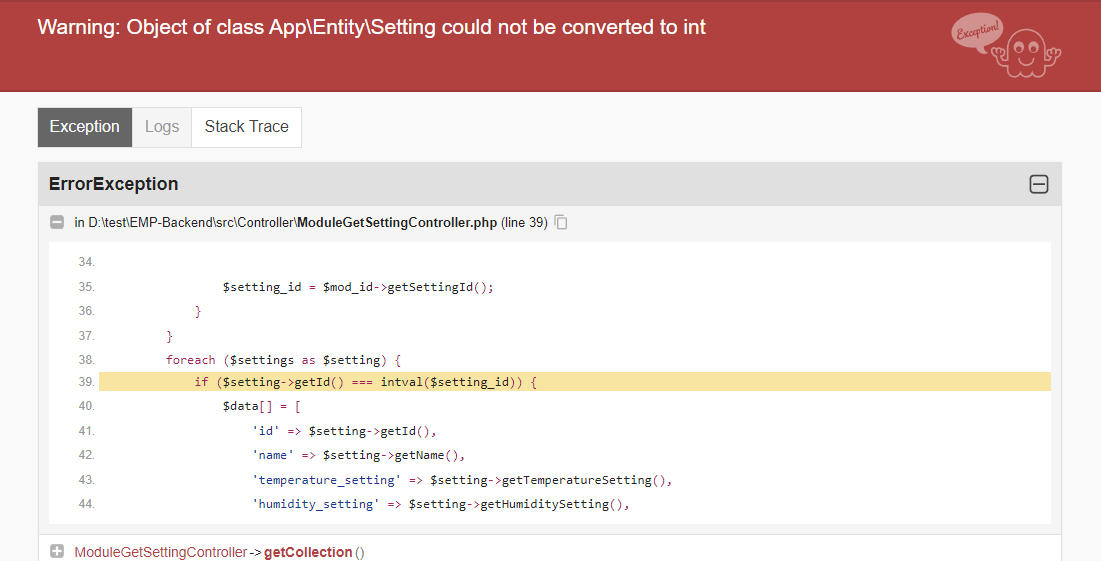 Warning: Object of class App\Entity\Setting could not be converted to int
Exception!
Exception Logs Stack Trace
ErrorException
in D:\test\EMP-Backend\src\Controller\ModuleGetSettingController.php (line 39)
34.
35. $setting_id = $mod_id->getSettingId();
36. }
37. }
38. foreach ($settings as $setting) {
39. if ($setting->getId() === intval($setting_id)) {
40. $data[] = [
41. 'id' => $setting->getId(),
42. 'name' => $setting->getName(),
43. 'temperature_setting' => $setting->getTemperatureSetting(),
44. 'humidity_setting' => $setting->getHumiditySetting(),
ModuleGetSettingController->getCollection()